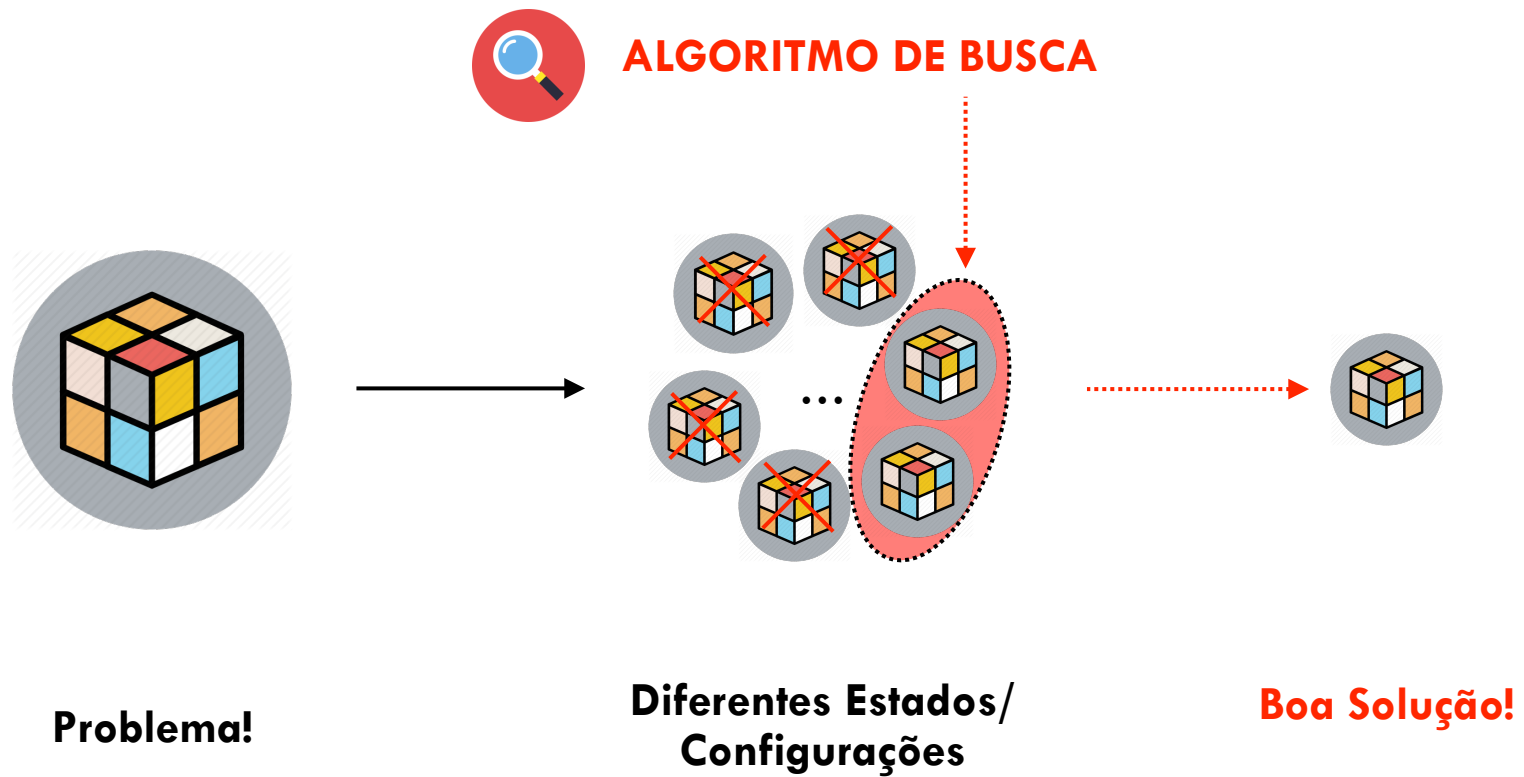 ALGORITMO DE BUSCA
...
Problema!
Diferentes Estados/
Configurações
Boa Solução!